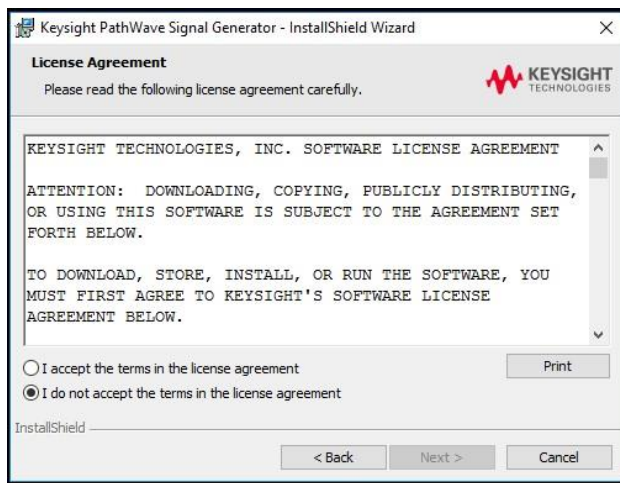 Keysight PathWave Signal Generator - InstallShield Wizard
License Agreement
Please read the following license agreement carefully.
KEYSIGHT
TECHNOLOGIES
KEYSIGHT TECHNOLOGIES, INC. SOFTWARE LICENSE AGREEMENT
ATTENTION:  DOWNLOADING, COPYING, PUBLICLY DISTRIBUTING,
OR USING THIS SOFTWARE IS SUBJECT TO THE AGREEMENT SET
FORTH BELOW.
TO DOWNLOAD, STORE, INSTALL, OR RUN THE SOFTWARE, YOU
MUST FIRST AGREE TO KEYSIGHT'S SOFTWARE LICENSE
AGREEMENT BELOW.
I accept the terms in the license agreement
Print
I do not accept the terms in the license agreement
InstallShield
< Back
Next >
Cancel